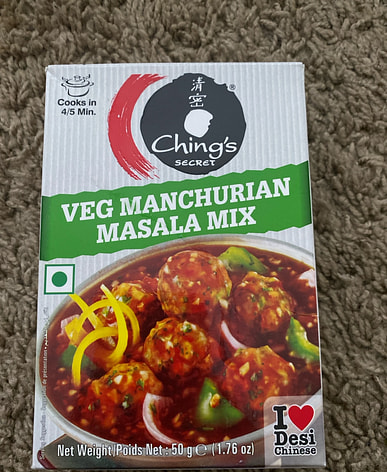 Cooks in
4/5 Min.
清
密
®
Ching's
SECRET
VEG MANCHURIAN
MASALA MIX
I ♥
Desi
Chinese
Net Weight/Poids Net : 50 g ℮ (1.76 oz)